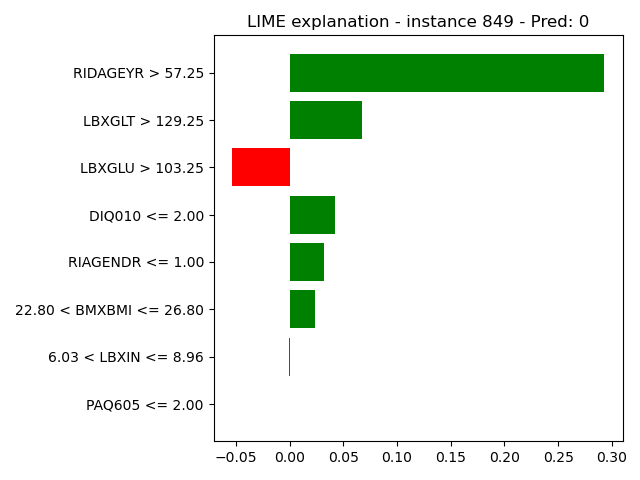 LIME explanation - instance 849 - Pred: 0
RIDAGEYR > 57.25
LBXGLT > 129.25
LBXGLU > 103.25
DIQ010 <= 2.00
RIAGENDR <= 1.00
22.80 < BMXBMI <= 26.80
6.03 < LBXIN <= 8.96
PAQ605 <= 2.00
−0.05 0.00 0.05 0.10 0.15 0.20 0.25 0.30